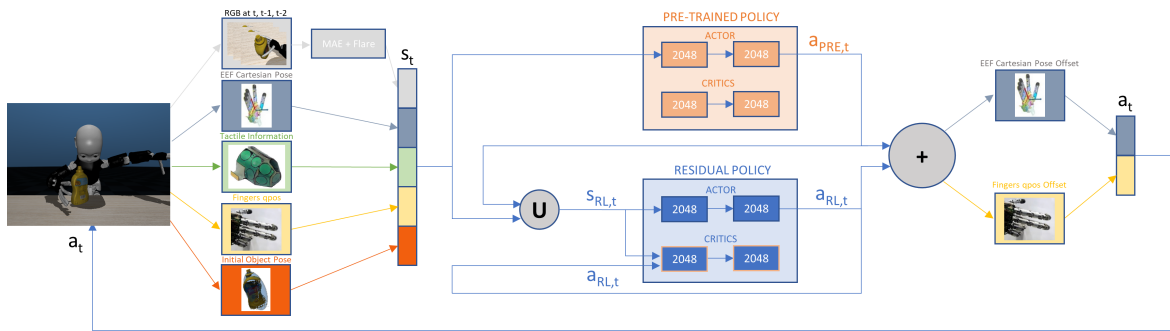 RGB at t, t-1, t-2
MAE + Flare
EEF Cartesian Pose
Tactile Information
Fingers qpos
Initial Object Pose
a_t
s_t
PRE-TRAINED POLICY
ACTOR
2048
2048
CRITICS
2048
2048
a_PRE,t
U
s_RL,t
RESIDUAL POLICY
ACTOR
2048
2048
CRITICS
2048
2048
a_RL,t
a_RL,t
+
EEF Cartesian Pose Offset
Fingers qpos Offset
a_t